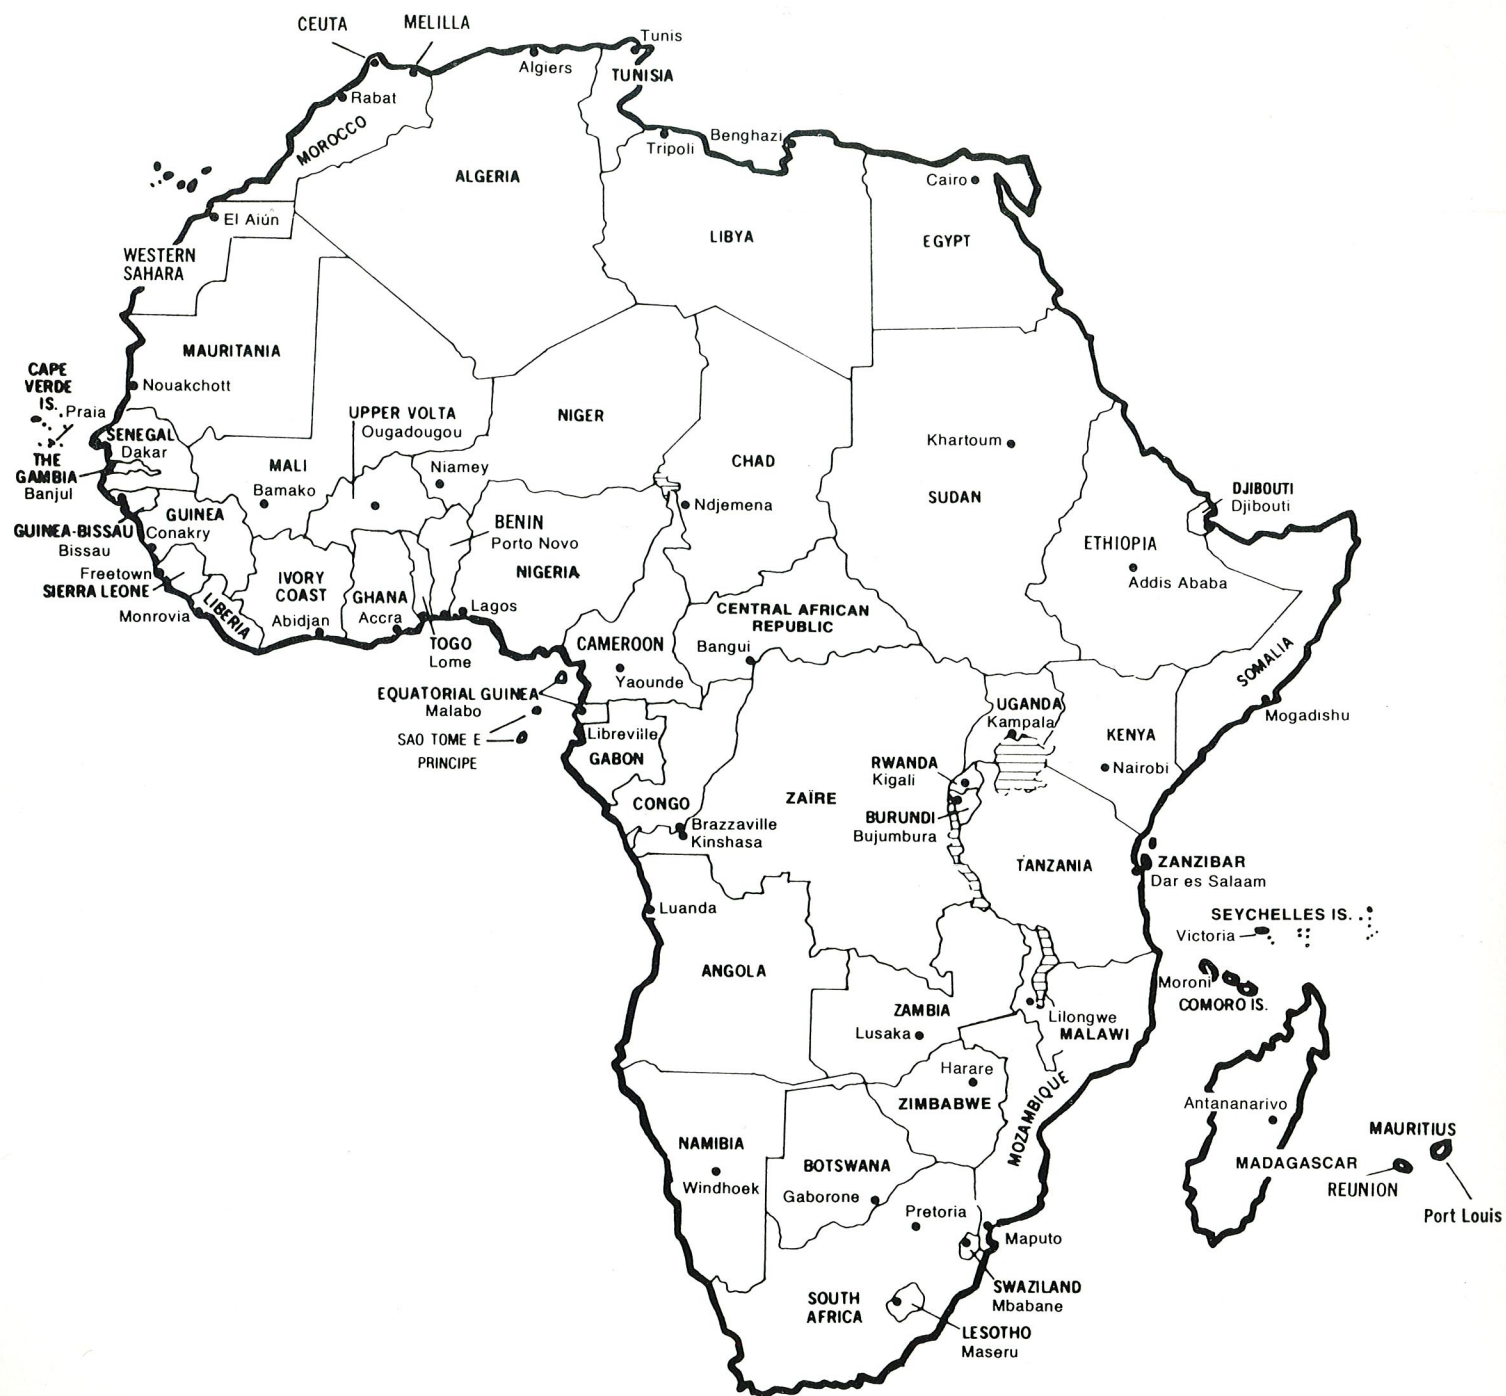 CEUTA
MELILLA
Tunis
Algiers
TUNISIA
Rabat
MOROCCO
Tripoli
Benghazi
Cairo
ALGERIA
El Aiún
LIBYA
EGYPT
WESTERN
SAHARA
MAURITANIA
Nouakchott
CAPE
VERDE
IS.
Praia
UPPER VOLTA
Ougadougou
NIGER
SENEGAL
Dakar
Khartoum
THE
GAMBIA
Banjul
MALI
Bamako
Niamey
CHAD
Ndjemena
SUDAN
DJIBOUTI
Djibouti
GUINEA
Conakry
GUINEA-BISSAU
Bissau
BENIN
Porto Novo
NIGERIA
ETHIOPIA
Addis Ababa
Freetown
SIERRA LEONE
IVORY
COAST
Abidjan
GHANA
Accra
Lagos
CENTRAL AFRICAN
REPUBLIC
Bangui
Monrovia
LIBERIA
TOGO
Lome
CAMEROON
Yaounde
SOMALIA
EQUATORIAL GUINEA
Malabo
UGANDA
Kampala
Mogadishu
SAO TOME E
PRINCIPE
Libreville
GABON
KENYA
Nairobi
RWANDA
Kigali
CONGO
ZAÏRE
BURUNDI
Bujumbura
Brazzaville
Kinshasa
TANZANIA
ZANZIBAR
Dar es Salaam
Luanda
SEYCHELLES IS.
Victoria
ANGOLA
Moroni
COMORO IS.
ZAMBIA
Lusaka
Lilongwe
MALAWI
Harare
ZIMBABWE
MOZAMBIQUE
Antananarivo
NAMIBIA
Windhoek
BOTSWANA
Gaborone
MADAGASCAR
MAURITIUS
REUNION
Port Louis
Pretoria
Maputo
SWAZILAND
Mbabane
SOUTH
AFRICA
LESOTHO
Maseru